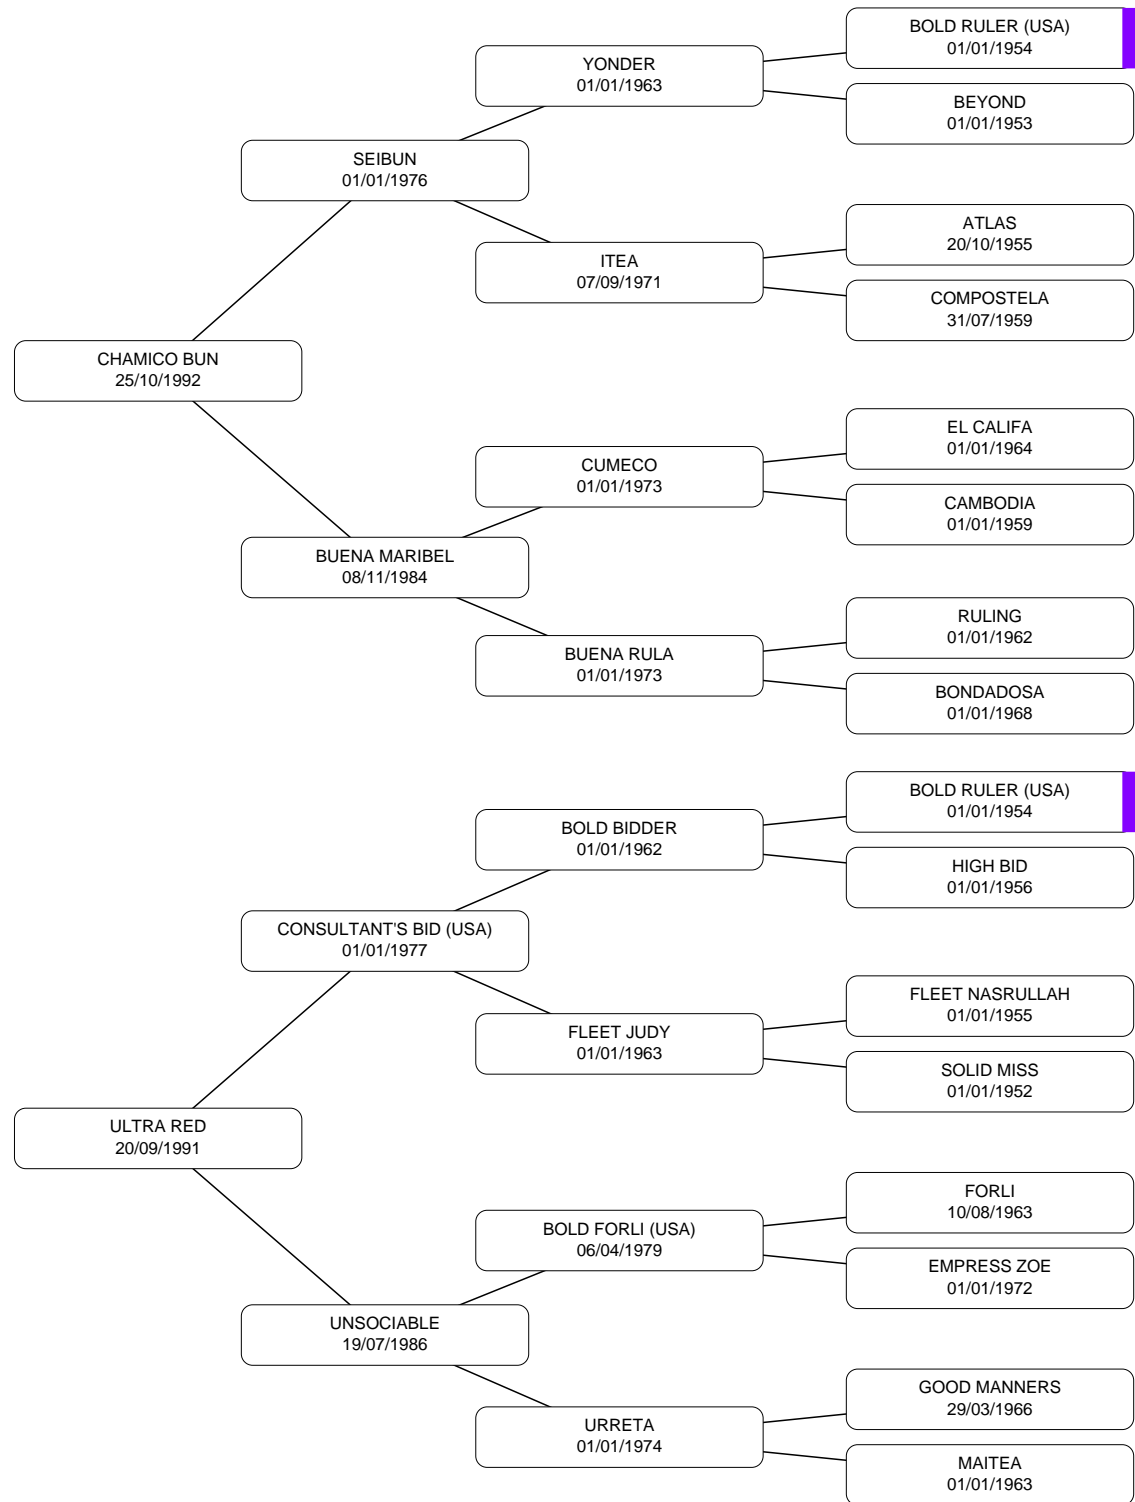 BOLD RULER (USA)
01/01/1954
YONDER
01/01/1963
BEYOND
01/01/1953
SEIBUN
01/01/1976
ATLAS
20/10/1955
ITEA
07/09/1971
COMPOSTELA
31/07/1959
CHAMICO BUN
25/10/1992
EL CALIFA
01/01/1964
CUMECO
01/01/1973
CAMBODIA
01/01/1959
BUENA MARIBEL
08/11/1984
RULING
01/01/1962
BUENA RULA
01/01/1973
BONDADOSA
01/01/1968
BOLD RULER (USA)
01/01/1954
BOLD BIDDER
01/01/1962
HIGH BID
01/01/1956
CONSULTANT'S BID (USA)
01/01/1977
FLEET NASRULLAH
01/01/1955
FLEET JUDY
01/01/1963
SOLID MISS
01/01/1952
ULTRA RED
20/09/1991
FORLI
10/08/1963
BOLD FORLI (USA)
06/04/1979
EMPRESS ZOE
01/01/1972
UNSOCIABLE
19/07/1986
GOOD MANNERS
29/03/1966
URRETA
01/01/1974
MAITEA
01/01/1963